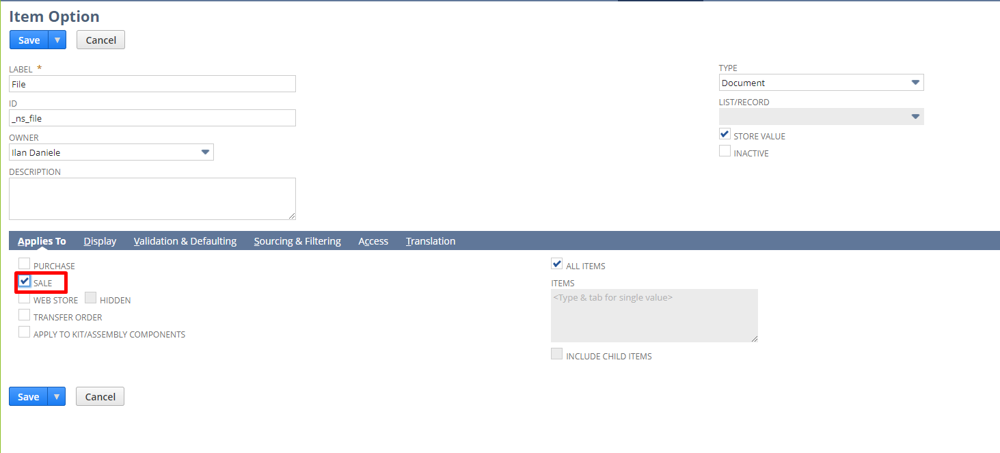 Item Option
Save Cancel
LABEL *
File
ID
_ns_file
OWNER
Ilan Daniele
DESCRIPTION
TYPE
Document
LIST/RECORD
STORE VALUE
INACTIVE
Applies To Display Validation & Defaulting Sourcing & Filtering Access Translation
PURCHASE
SALE
WEB STORE HIDDEN
TRANSFER ORDER
APPLY TO KIT/ASSEMBLY COMPONENTS
ALL ITEMS
ITEMS
<Type & tab for single value>
INCLUDE CHILD ITEMS
Save Cancel